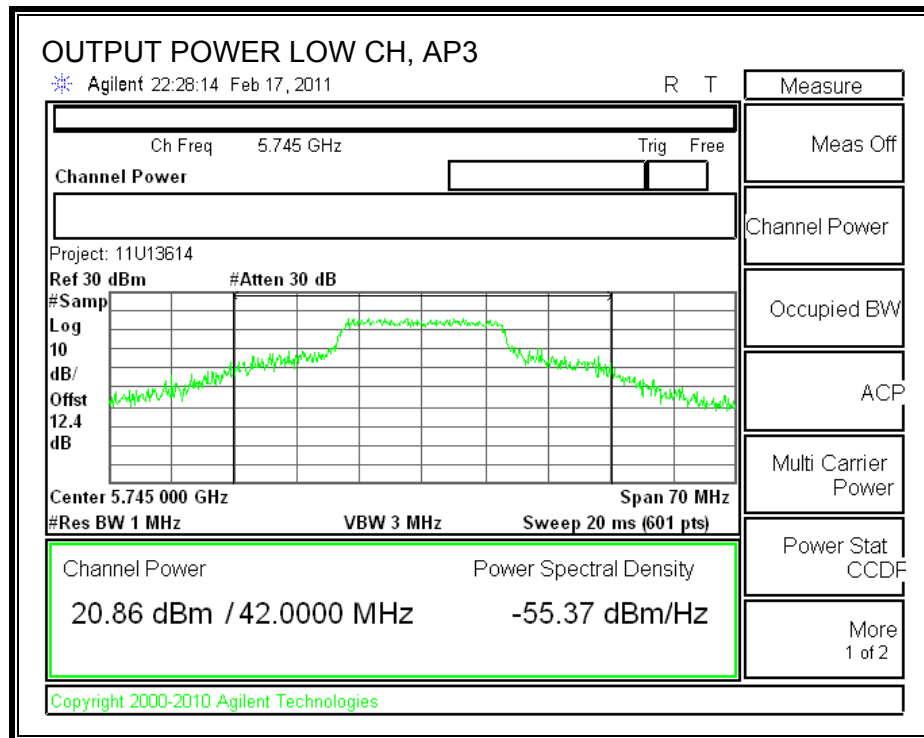 OUTPUT POWER LOW CH, AP3
Agilent 22:28:14 Feb 17, 2011 R T
Measure
Ch Freq 5.745 GHz Trig Free
Channel Power
Project: 11U13614
Ref 30 dBm #Atten 30 dB
#Samp
Log
10
dB/
Offst
12.4
dB
Center 5.745 000 GHz Span 70 MHz
#Res BW 1 MHz VBW 3 MHz Sweep 20 ms (601 pts)
Channel Power Power Spectral Density
20.86 dBm / 42.0000 MHz -55.37 dBm/Hz
Copyright 2000-2010 Agilent Technologies
Meas Off
Channel Power
Occupied BW
ACP
Multi Carrier
Power
Power Stat
CCDF
More
1 of 2